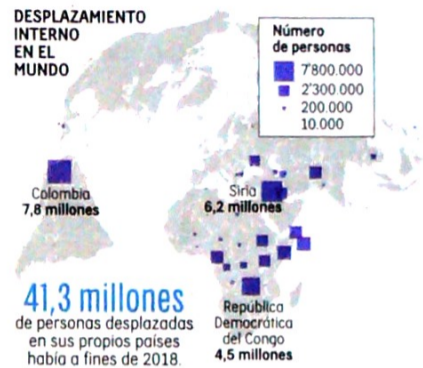 DESPLAZAMIENTO
INTERNO
EN EL
MUNDO
Número
de personas
7'800.000
2'300.000
200.000
10.000
Colombia
7,8 millones
Siria
6,2 millones
41,3 millones
de personas desplazadas
en sus propios países
había a fines de 2018.
República
Democrática
del Congo
4,5 millones